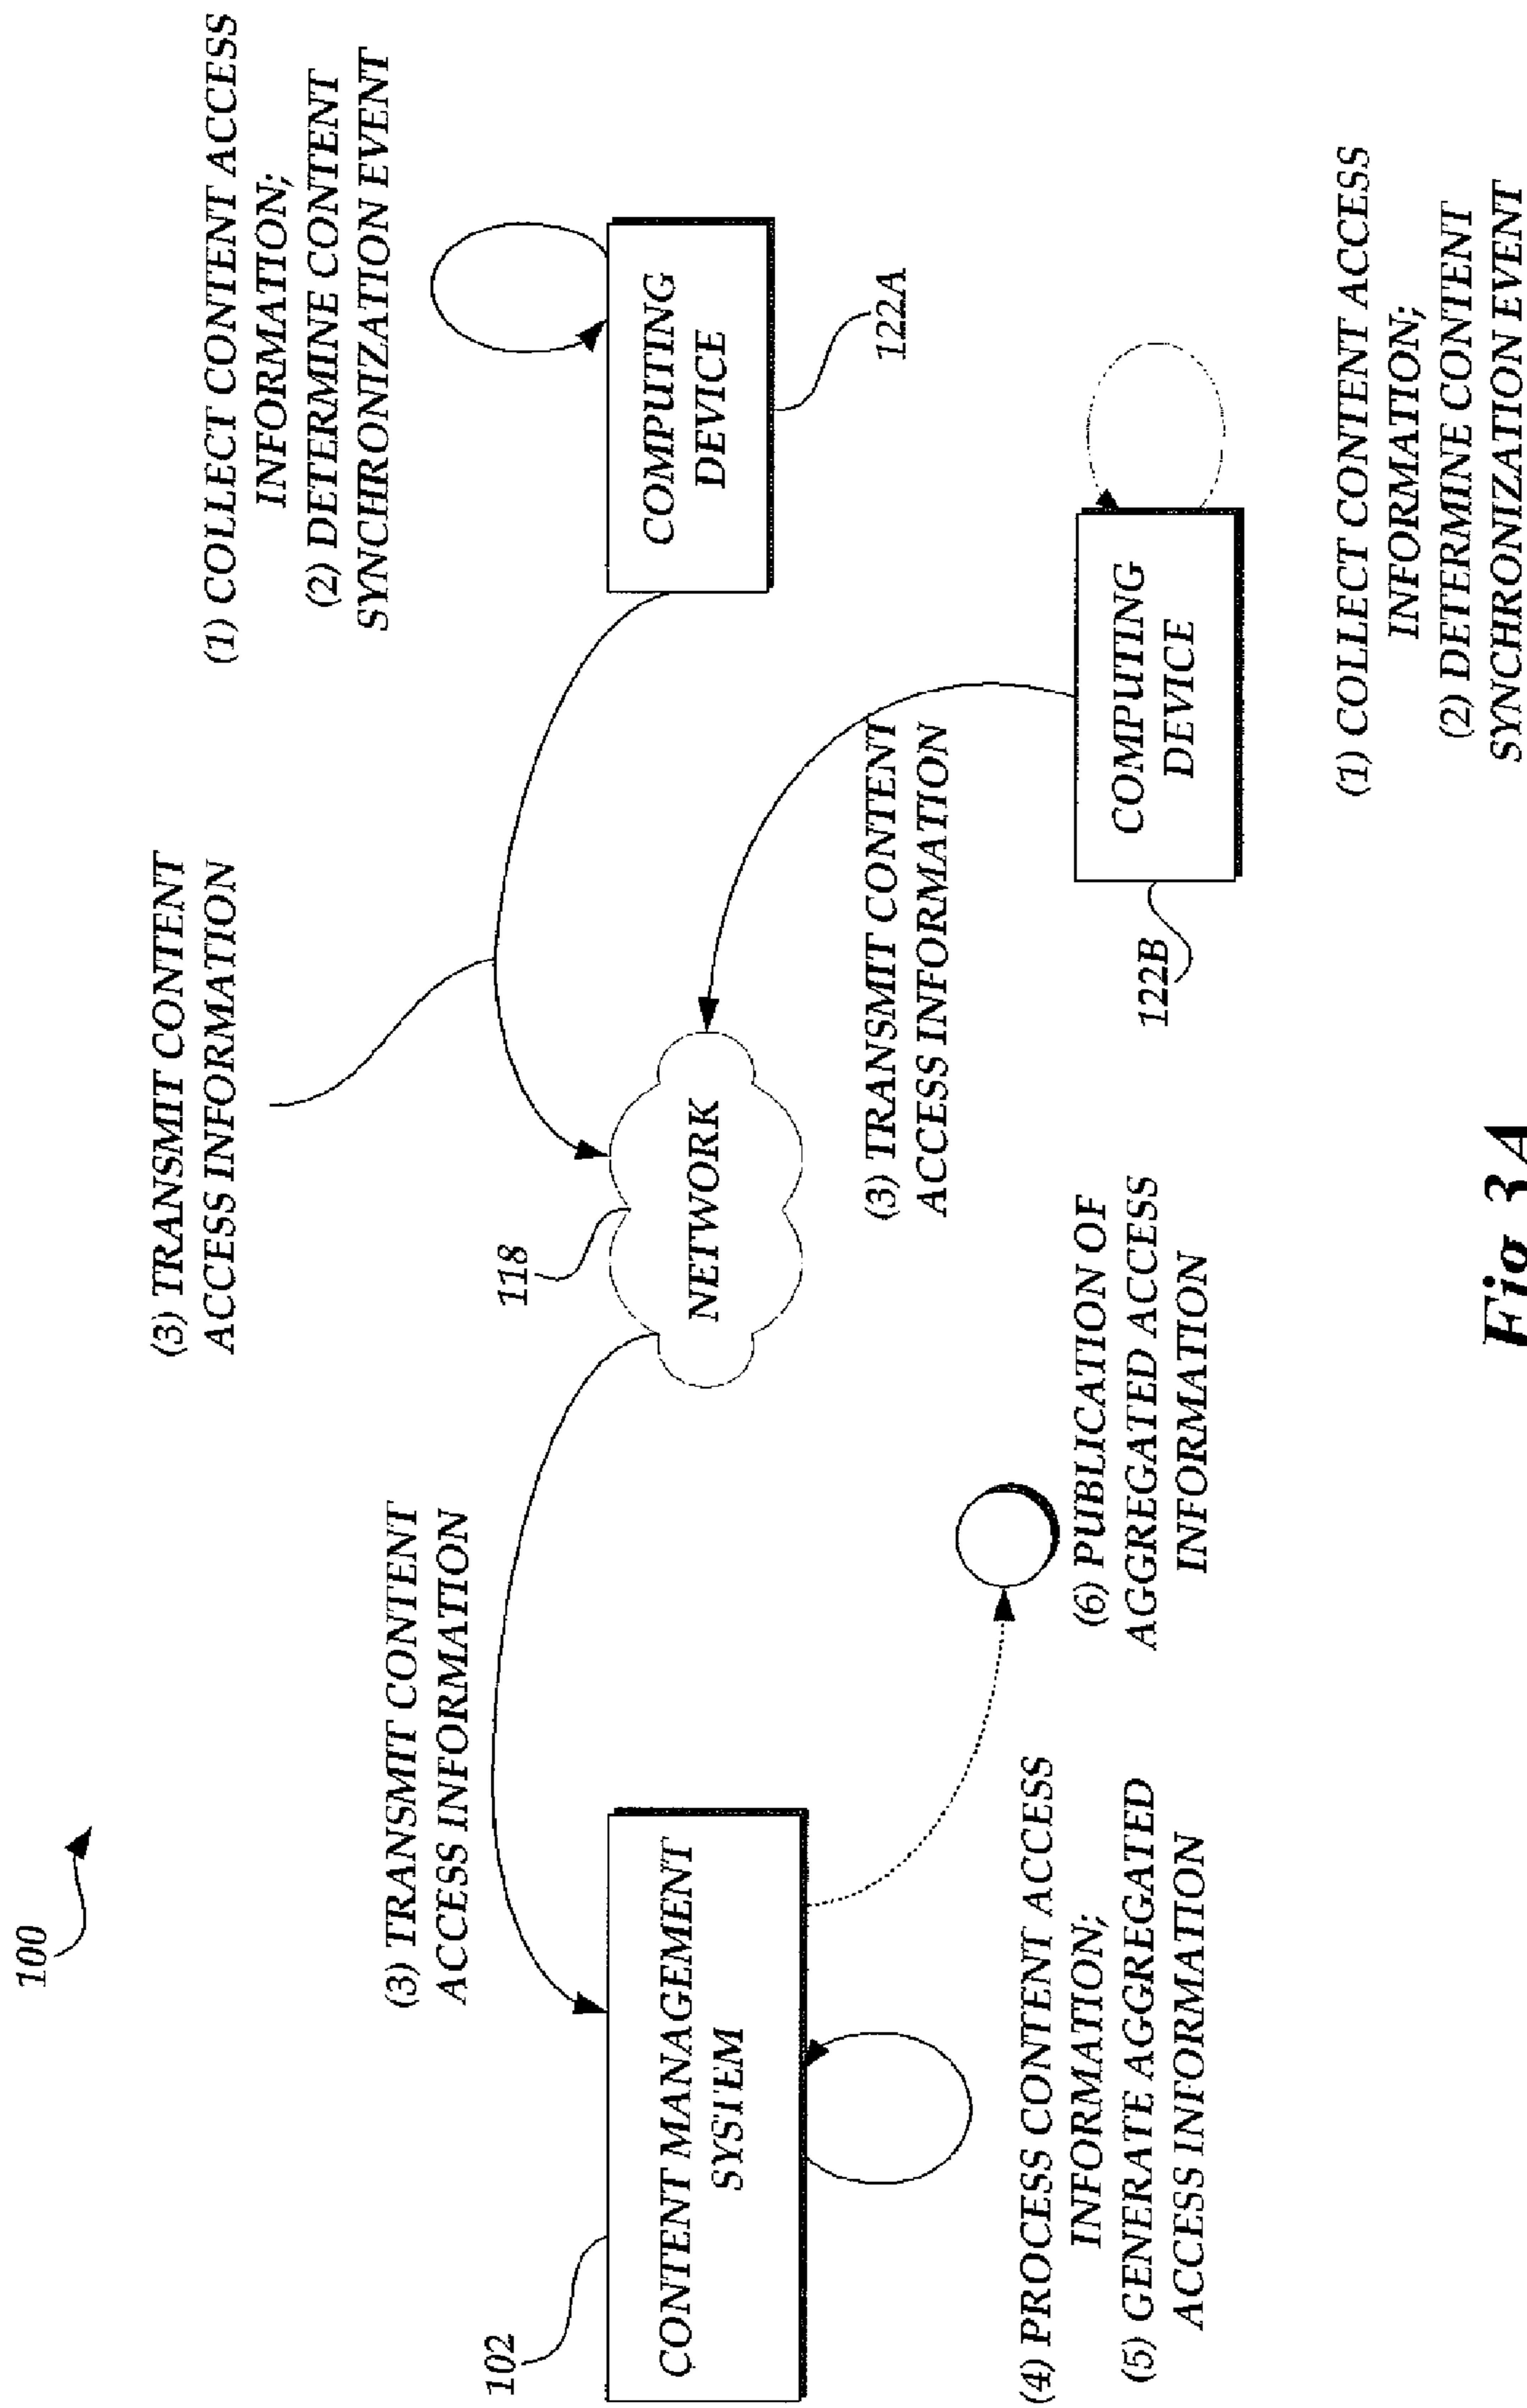 100
(3) TRANSMIT CONTENT
ACCESS INFORMATION
(1) COLLECT CONTENT ACCESS
INFORMATION;
(2) DETERMINE CONTENT
SYNCHRONIZATION EVENT
(3) TRANSMIT CONTENT
ACCESS INFORMATION
102
118
CONTENT MANAGEMENT
SYSTEM
NETWORK
COMPUTING
DEVICE
122A
(3) TRANSMIT CONTENT
ACCESS INFORMATION
(4) PROCESS CONTENT ACCESS
INFORMATION;
(5) GENERATE AGGREGATED
ACCESS INFORMATION
(6) PUBLICATION OF
AGGREGATED ACCESS
INFORMATION
COMPUTING
DEVICE
122B
(1) COLLECT CONTENT ACCESS
INFORMATION;
(2) DETERMINE CONTENT
SYNCHRONIZATION EVENT
Fig. 3A